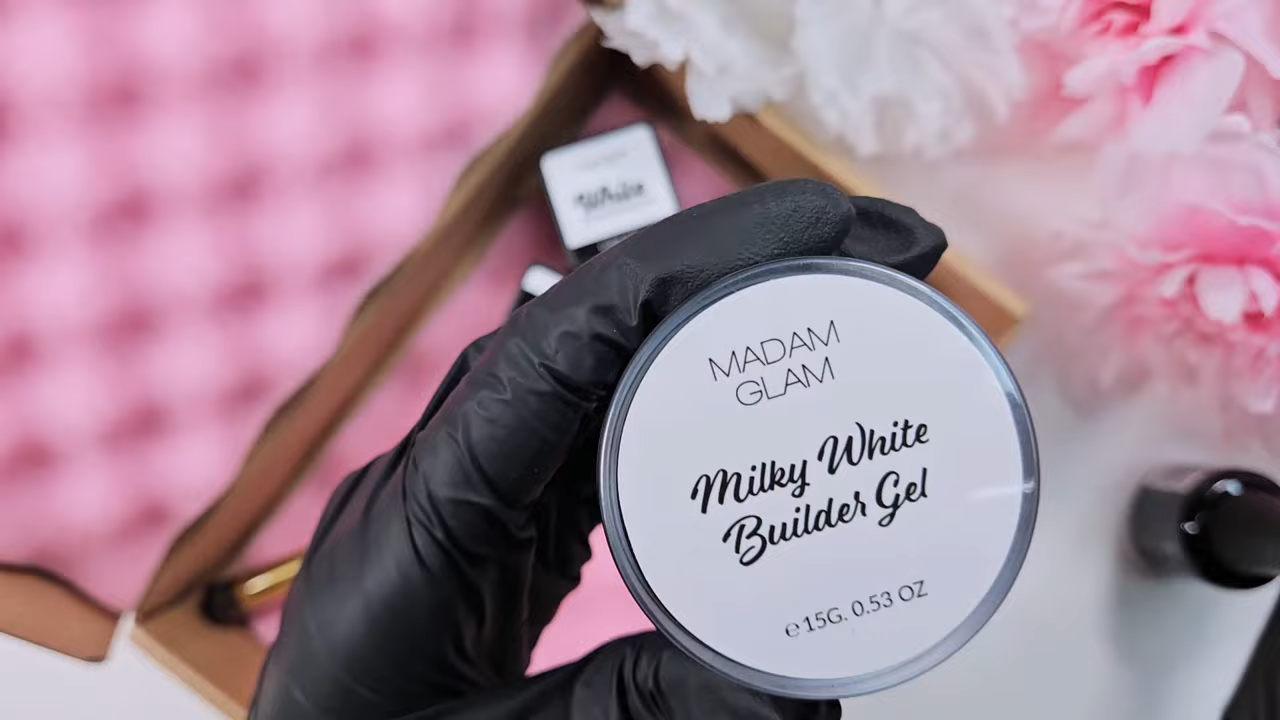 White
MADAM
GLAM
Milky White
Builder Gel
℮15G. 0.53 OZ